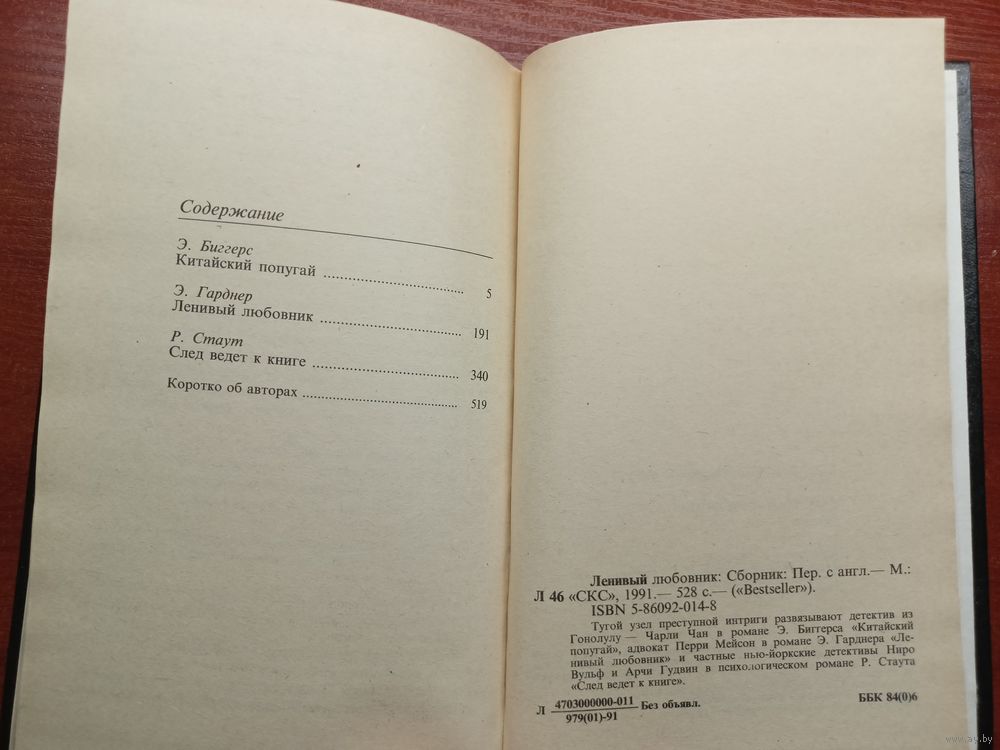 Содержание
Э. Биггерс
Китайский попугай ........................ 5
Э. Гарднер
Ленивый любовник ........................ 191
Р. Стаут
След ведет к книге ........................ 340
Коротко об авторах ........................ 519
Ленивый любовник: Сборник: Пер. с англ.— М.:
Л 46 «СКС», 1991.— 528 с.— («Bestseller»).
ISBN 5-86092-014-8
Тугой узел преступной интриги развязывают детектив из
Гонолулу — Чарли Чан в романе Э. Биггерса «Китайский
попугай», адвокат Перри Мейсон в романе Э. Гарднера «Ле-
нивый любовник» и частные нью-йоркские детективы Ниро
Вульф и Арчи Гудвин в психологическом романе Р. Стаута
«След ведет к книге».
Л 4703000000-011 Без объявл.
979(01)-91
ББК 84(0)6
www.ay.by